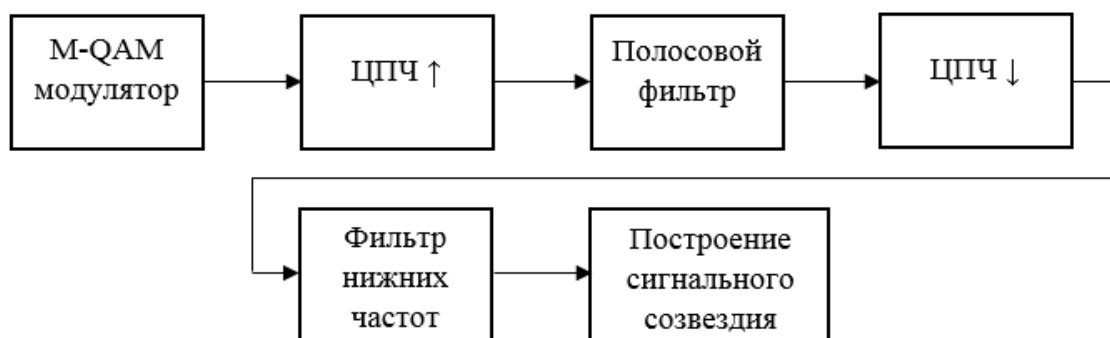 M-QAM
модулятор
ЦПЧ ↑
Полосовой
фильтр
ЦПЧ ↓
Фильтр
нижних
частот
Построение
сигнального
созвездия